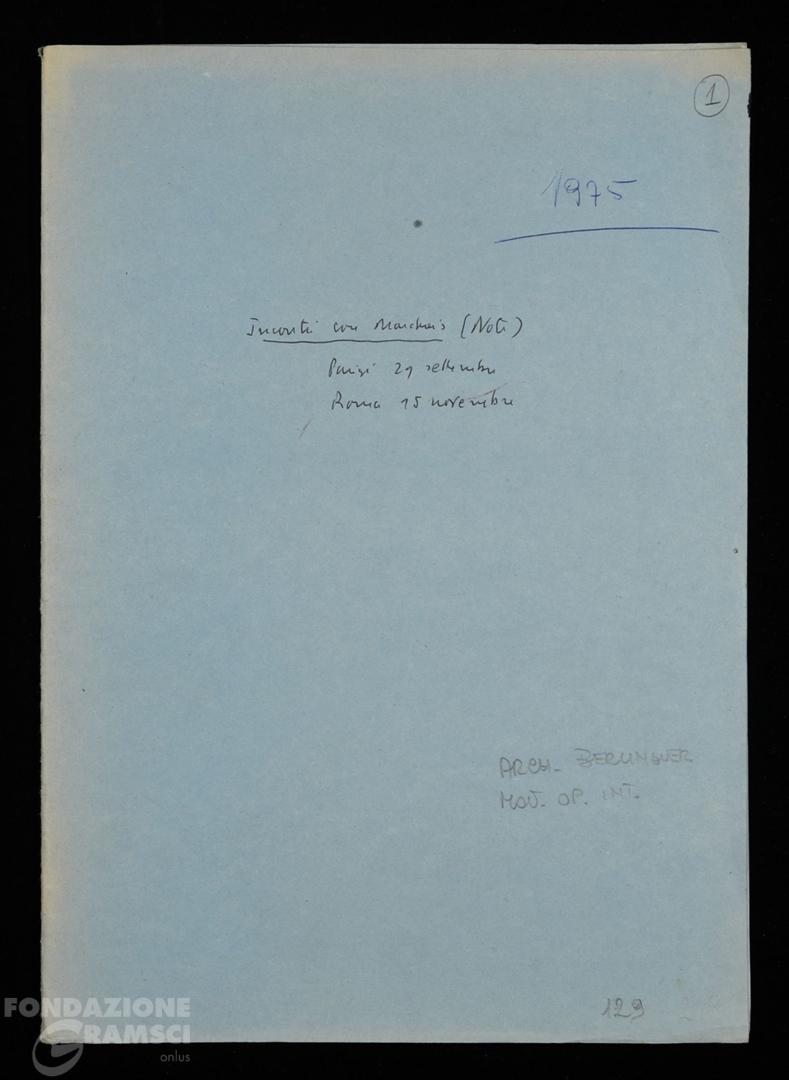 1
1975
Incontri con Marchais (Note)
Parigi 29 settembre
Roma 15 novembre
ARCH. BERLINGUER
MOV. OP. INT.
129
FONDAZIONE
GRAMSCI
onlus